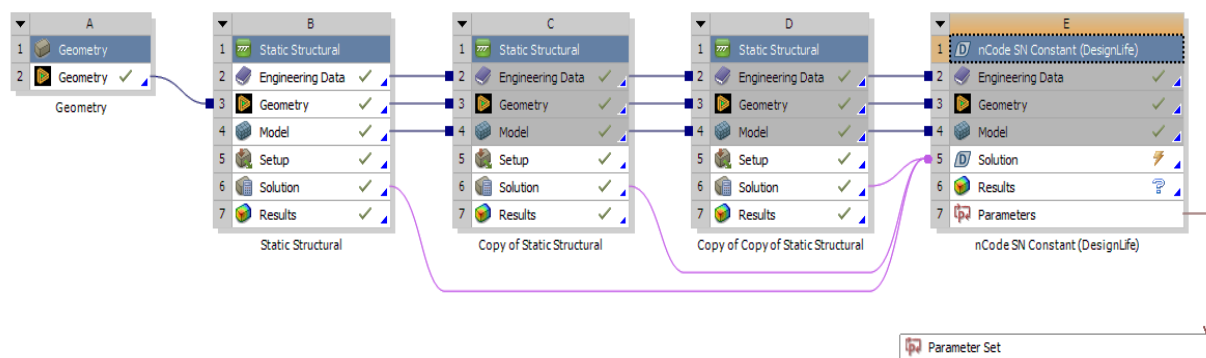 A
1 Geometry
2 Geometry
Geometry
B
1 Static Structural
2 Engineering Data
3 Geometry
4 Model
5 Setup
6 Solution
7 Results
Static Structural
C
1 Static Structural
2 Engineering Data
3 Geometry
4 Model
5 Setup
6 Solution
7 Results
Copy of Static Structural
D
1 Static Structural
2 Engineering Data
3 Geometry
4 Model
5 Setup
6 Solution
7 Results
Copy of Copy of Static Structural
E
1 nCode SN Constant (DesignLife)
2 Engineering Data
3 Geometry
4 Model
5 Solution
6 Results
7 Parameters
nCode SN Constant (DesignLife)
Parameter Set